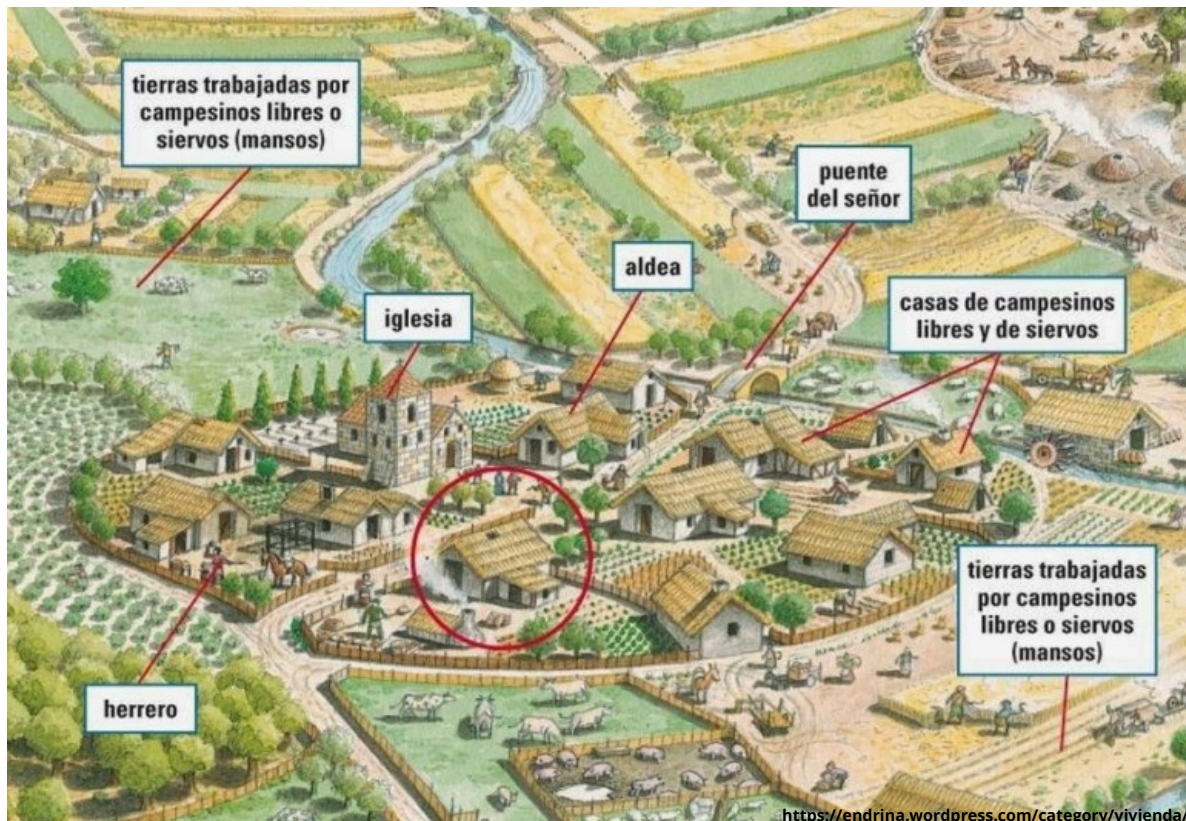 tierras trabajadas por
campesinos libres o
siervos (mansos)
puente
del señor
aldea
casas de campesinos
libres y de siervos
iglesia
tierras trabajadas
por campesinos
libres o siervos
(mansos)
herrero
https://endrina.wordpress.com/category/vivienda/